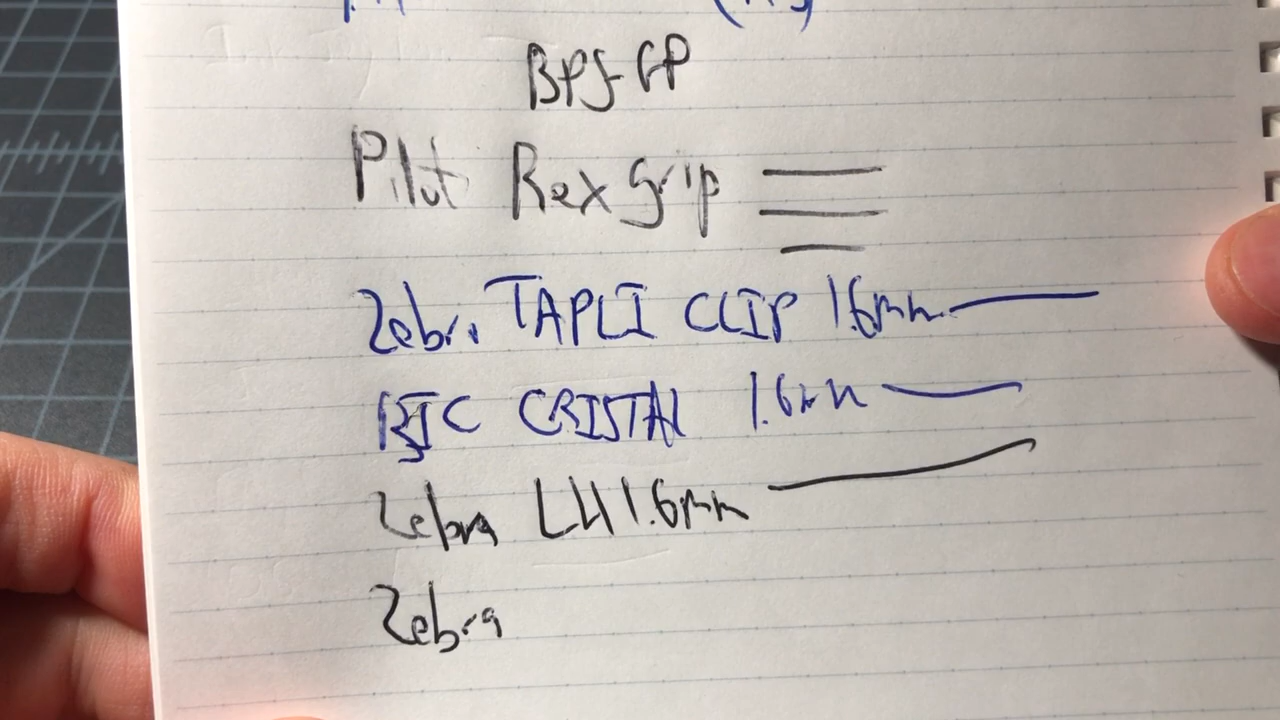 BPS-GP
Pilot Rexgrip
Zebra TAPLI CLIP 1.6mm
BIC CRISTAL 1.6mm
Zebra LH 1.6mm
Zebra